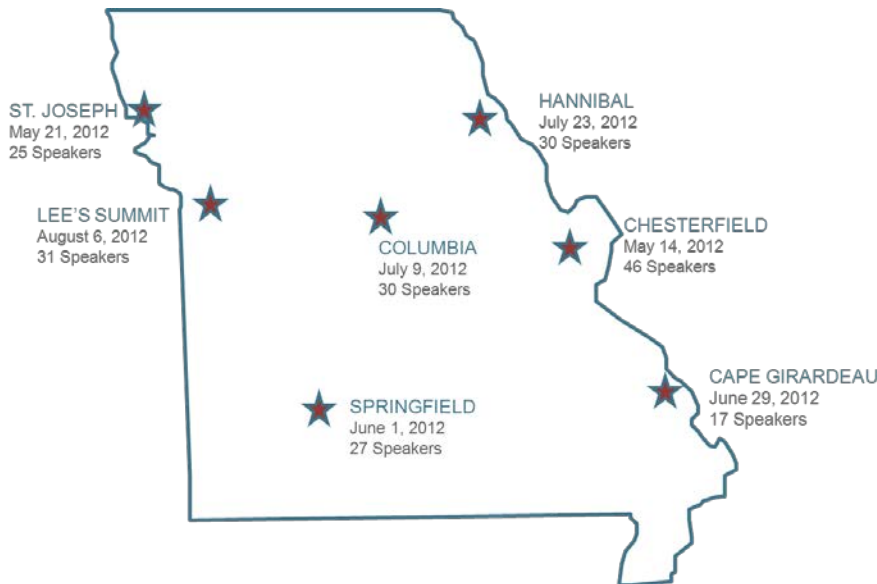 ST. JOSEPH
May 21, 2012
25 Speakers
HANNIBAL
July 23, 2012
30 Speakers
LEE'S SUMMIT
August 6, 2012
31 Speakers
COLUMBIA
July 9, 2012
30 Speakers
CHESTERFIELD
May 14, 2012
46 Speakers
SPRINGFIELD
June 1, 2012
27 Speakers
CAPE GIRARDEAU
June 29, 2012
17 Speakers